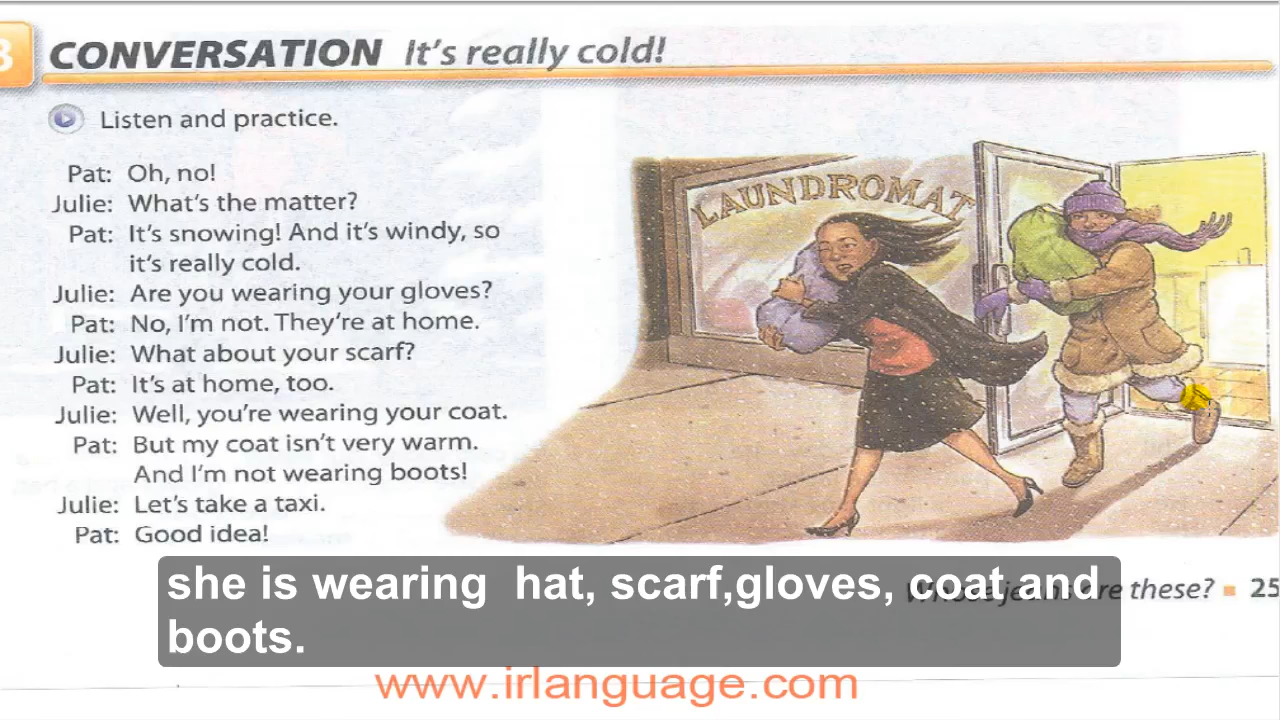 3 CONVERSATION It's really cold!
Listen and practice.
Pat: Oh, no!
Julie: What's the matter?
Pat: It's snowing! And it's windy, so
it's really cold.
Julie: Are you wearing your gloves?
Pat: No, I'm not. They're at home.
Julie: What about your scarf?
Pat: It's at home, too.
Julie: Well, you're wearing your coat.
Pat: But my coat isn't very warm.
And I'm not wearing boots!
Julie: Let's take a taxi.
Pat: Good idea!
LAUNDROMAT
she is wearing hat, scarf,gloves, coat and
boots.
Whose jeans are these? 25
www.irlanguage.com